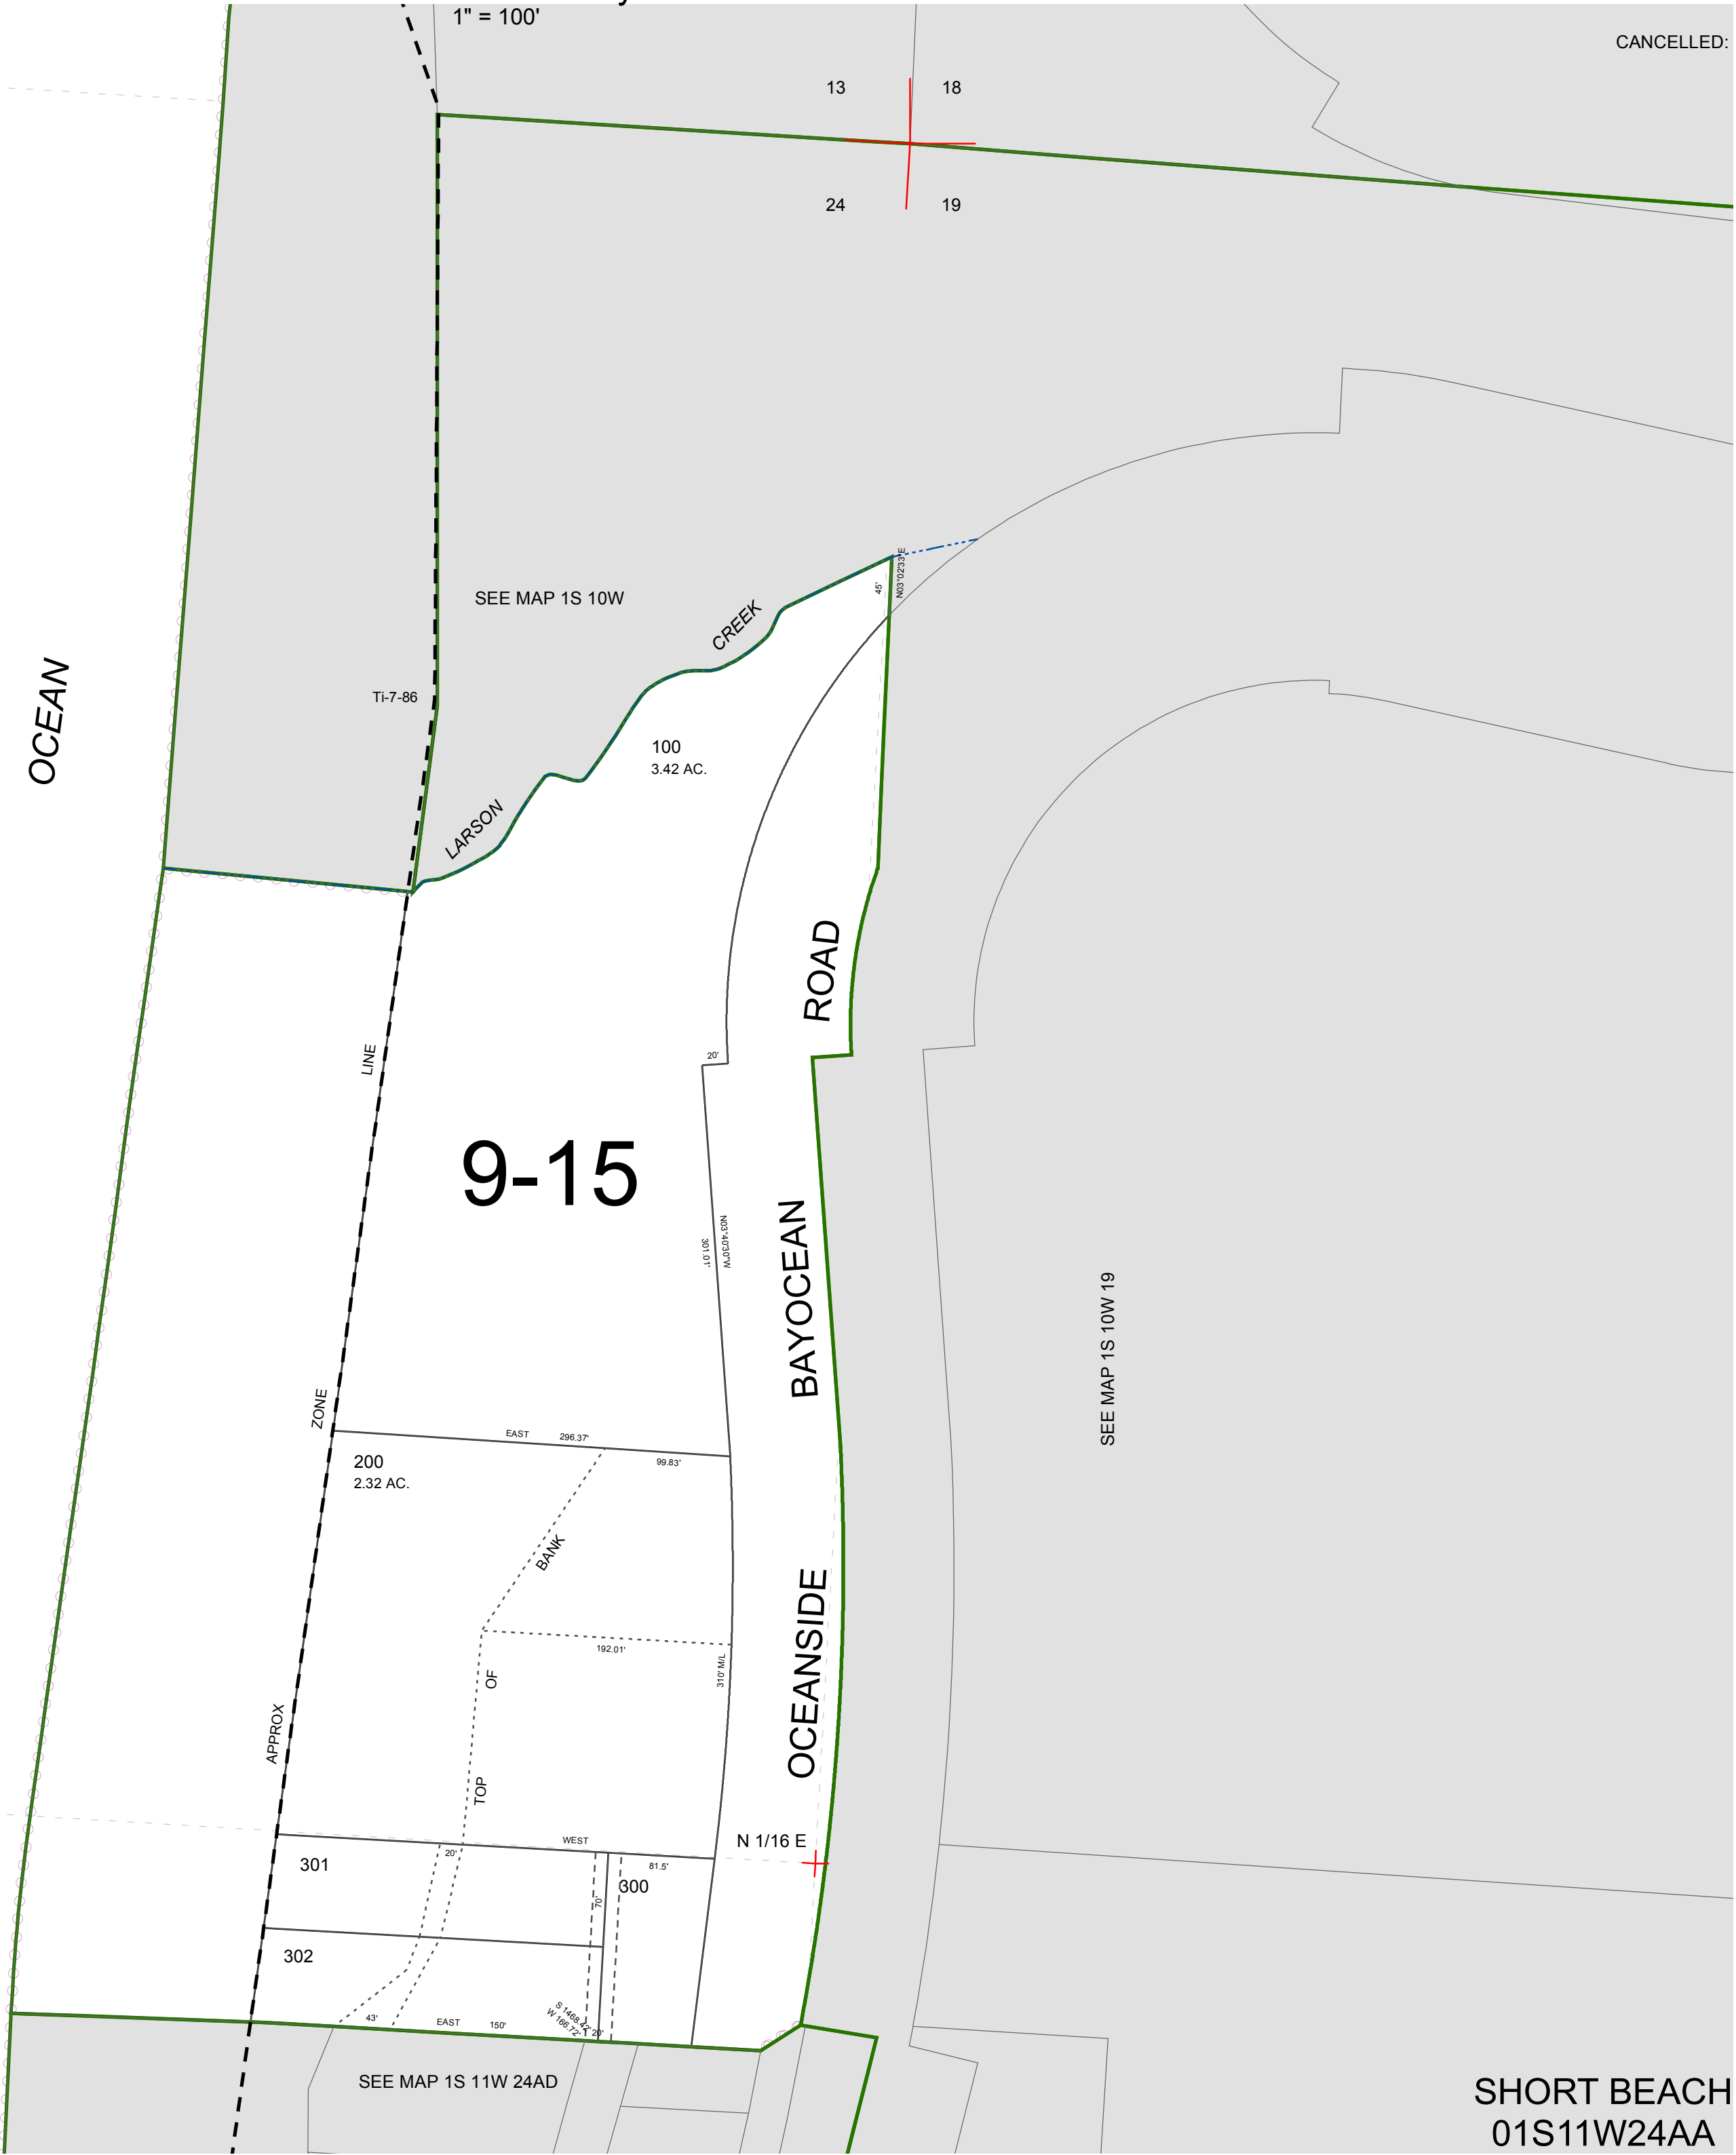 1" = 100'
CANCELLED:
13
18
24
19
SEE MAP 1S 10W
CREEK
45'
N03°02'33"E
OCEAN
Ti-7-86
100
3.42 AC.
LARSON
ROAD
LINE
20'
9-15
N03°40'30"W
301.01'
BAYOCEAN
SEE MAP 1S 10W 19
ZONE
EAST 296.37'
99.83'
200
2.32 AC.
BANK
192.01'
310' M/L
OF
OCEANSIDE
APPROX
TOP
WEST
N 1/16 E
20'
81.5'
301
300
70'
302
S 1468.42'
W 166.72'
43'
EAST
150'
20'
SEE MAP 1S 11W 24AD
SHORT BEACH
01S11W24AA